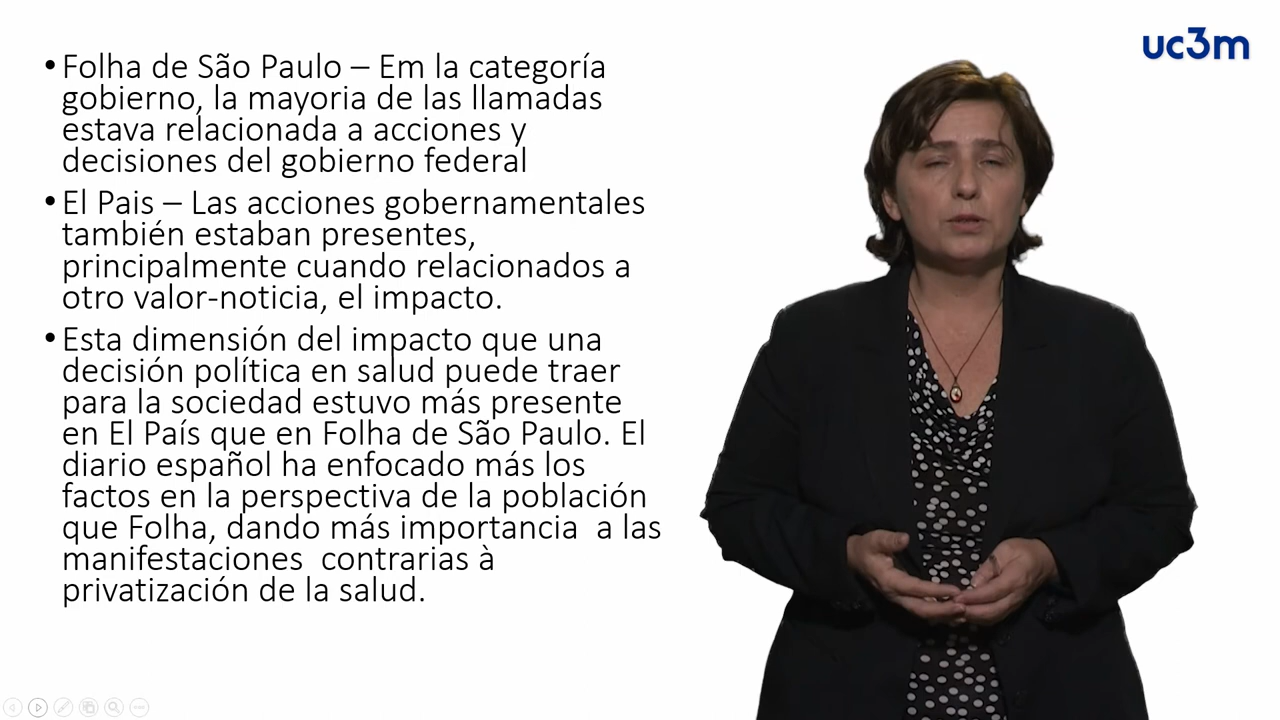 uc3m
•Folha de São Paulo – Em la categoría
gobierno, la mayoria de las llamadas
estava relacionada a acciones y
decisiones del gobierno federal
•El Pais – Las acciones gobernamentales
también estaban presentes,
principalmente cuando relacionados a
otro valor-noticia, el impacto.
•Esta dimensión del impacto que una
decisión política en salud puede traer
para la sociedad estuvo más presente
en El País que en Folha de São Paulo. El
diario español ha enfocado más los
factos en la perspectiva de la población
que Folha, dando más importancia  a las
manifestaciones  contrarias à
privatización de la salud.